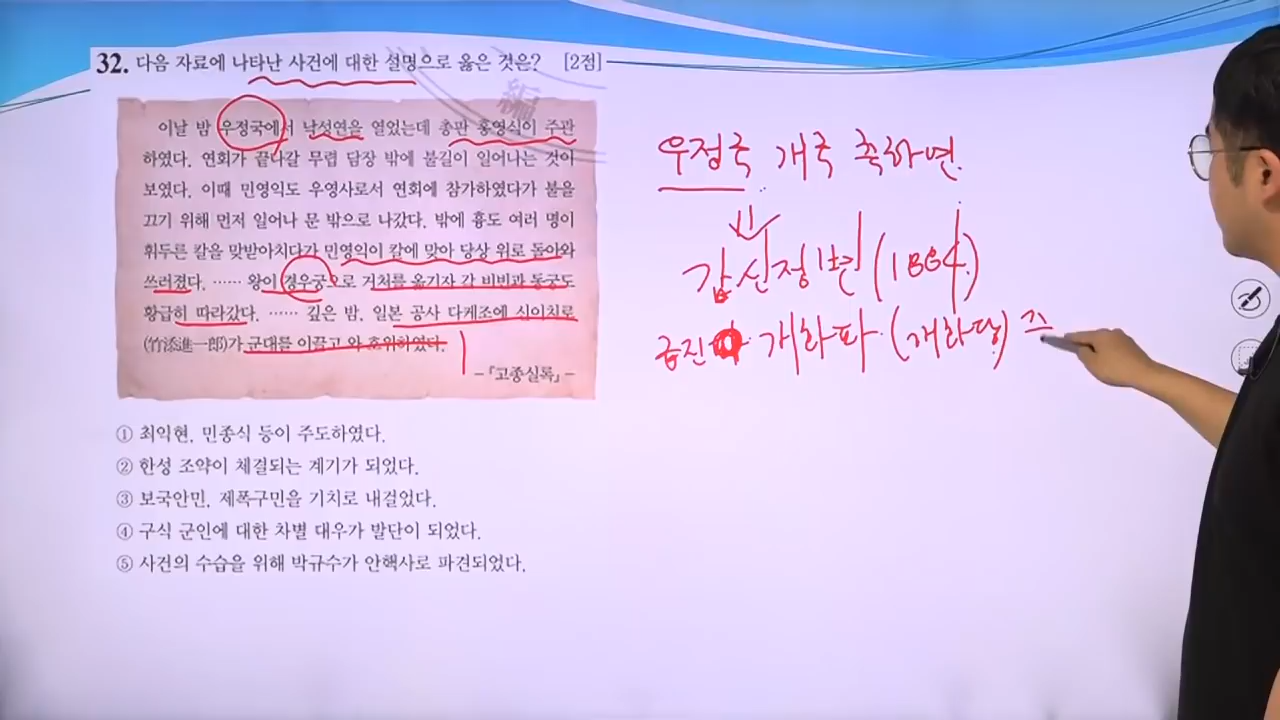 32. 다음 자료에 나타난 사건에 대한 설명으로 옳은 것은? [2점]
編
이날 밤 우정국에서 낙성연을 열었는데 총판 홍영식이 주관
하였다. 연회가 끝나갈 무렵 담장 밖에 불길이 일어나는 것이
보였다. 이때 민영익도 우영사로서 연회에 참가하였다가 불을
끄기 위해 먼저 일어나 문 밖으로 나갔다. 밖에 흉도 여러 명이
휘두른 칼을 맞받아치다가 민영익이 칼에 맞아 당상 위로 돌아와
쓰러졌다. …… 왕이 경우궁으로 거처를 옮기자 각 비빈과 동궁도
황급히 따라갔다. …… 깊은 밤, 일본 공사 다케조에 신이치로
(竹添進一郎)가 군대를 이끌고 와 호위하였다.
-「고종실록」-
① 최익현, 민종식 등이 주도하였다.
② 한성 조약이 체결되는 계기가 되었다.
③ 보국안민, 제폭구민을 기치로 내걸었다.
④ 구식 군인에 대한 차별 대우가 발단이 되었다.
⑤ 사건의 수습을 위해 박규수가 안핵사로 파견되었다.
우정국 개국 축하연
갑신정변(1884)
급진 개화파 (개화당)